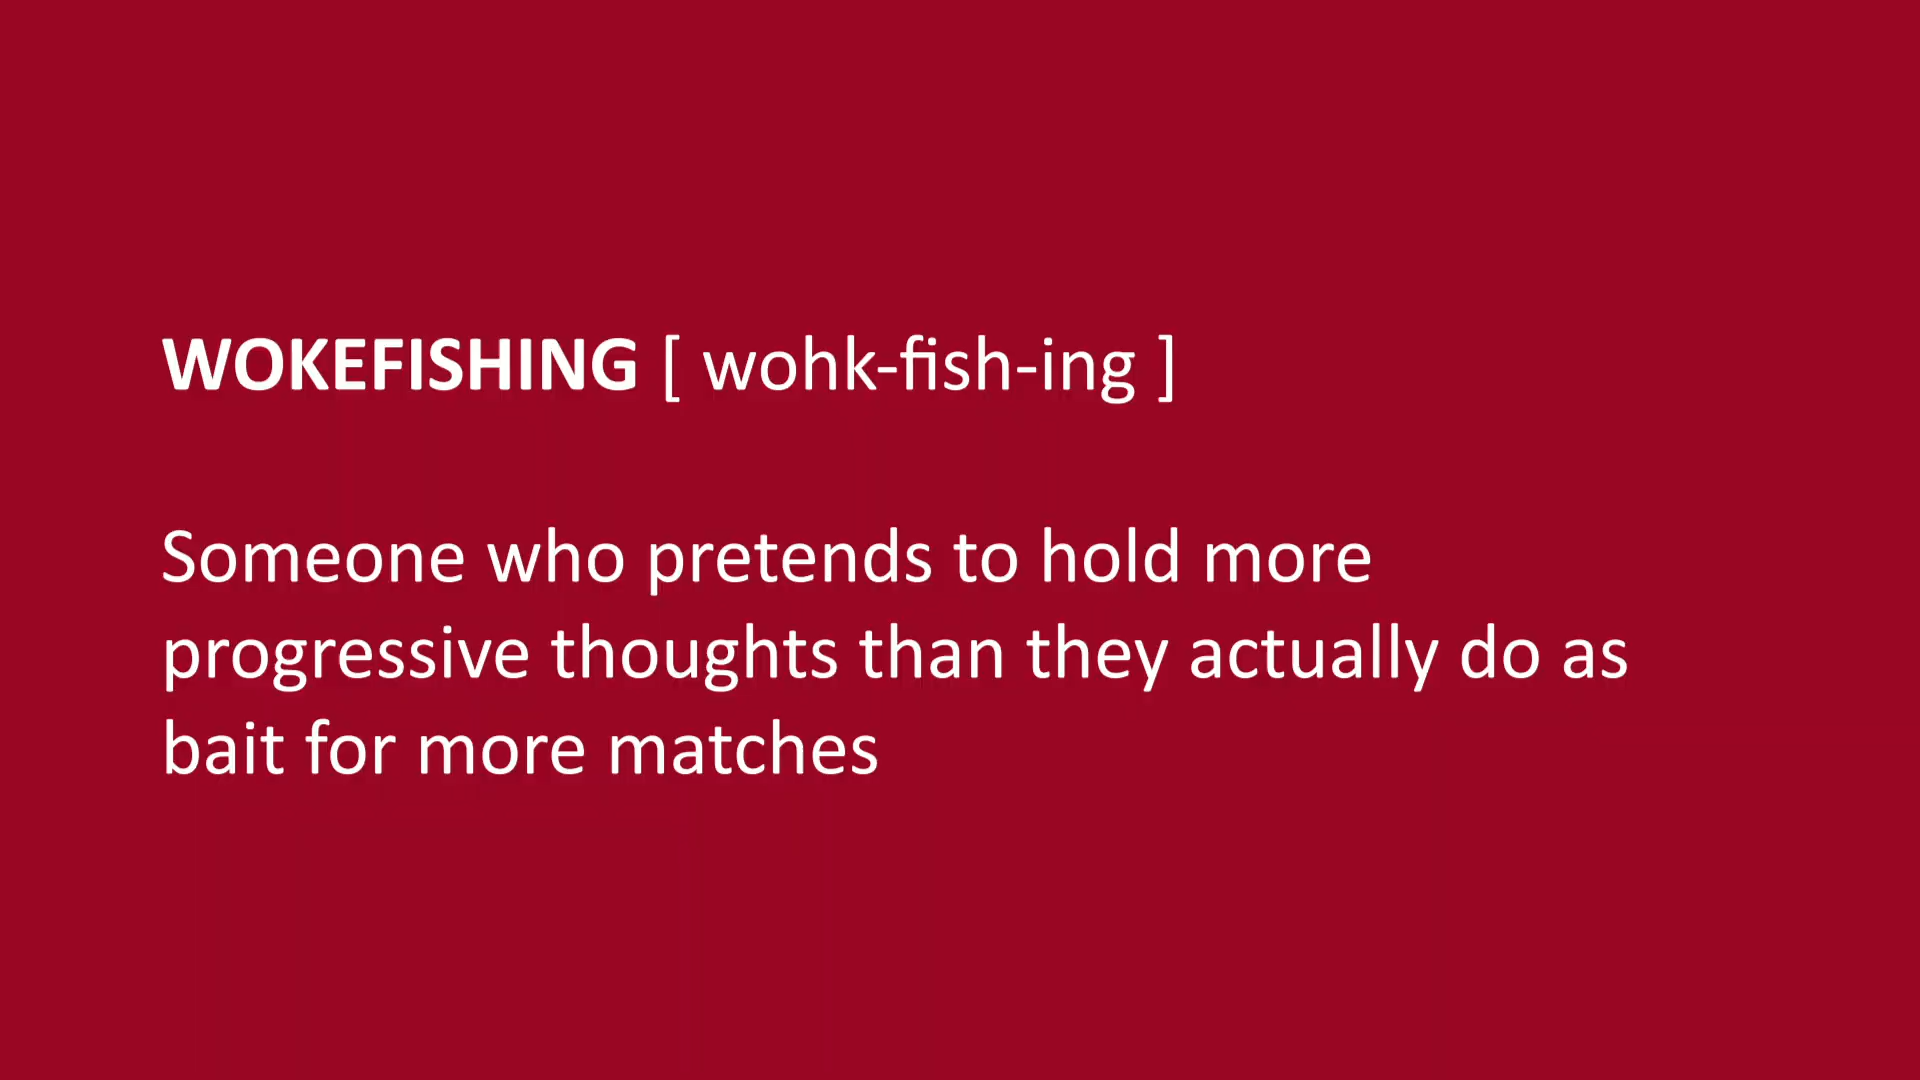 WOKEFISHING [ wohk-fish-ing ]
Someone who pretends to hold more
progressive thoughts than they actually do as
bait for more matches